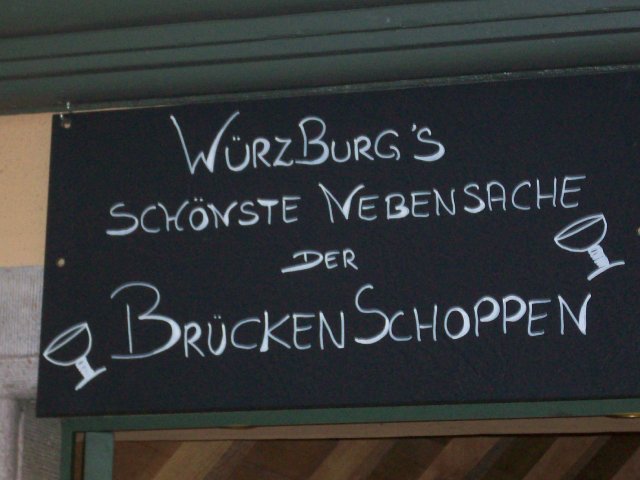 WÜRZBURG'S
SCHÖNSTE NEBENSACHE
DER
BRÜCKENSCHOPPEN